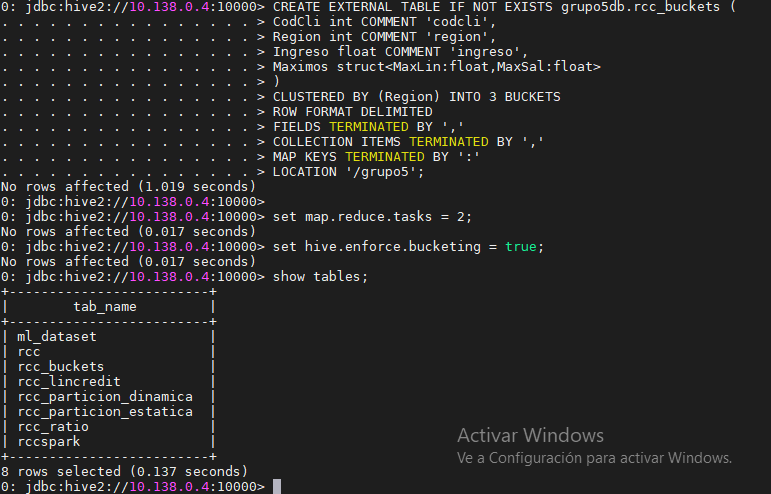 0: jdbc:hive2://10.138.0.4:10000> CREATE EXTERNAL TABLE IF NOT EXISTS grupo5db.rcc_buckets (
. . . . . . . . . . . . . . . . > CodCli int COMMENT 'codcli',
. . . . . . . . . . . . . . . . > Region int COMMENT 'region',
. . . . . . . . . . . . . . . . > Ingreso float COMMENT 'ingreso',
. . . . . . . . . . . . . . . . > Maximos struct<MaxLin:float,MaxSal:float>
. . . . . . . . . . . . . . . . > )
. . . . . . . . . . . . . . . . > CLUSTERED BY (Region) INTO 3 BUCKETS
. . . . . . . . . . . . . . . . > ROW FORMAT DELIMITED
. . . . . . . . . . . . . . . . > FIELDS TERMINATED BY ','
. . . . . . . . . . . . . . . . > COLLECTION ITEMS TERMINATED BY ','
. . . . . . . . . . . . . . . . > MAP KEYS TERMINATED BY ':'
. . . . . . . . . . . . . . . . > LOCATION '/grupo5';
No rows affected (1.019 seconds)
0: jdbc:hive2://10.138.0.4:10000>
0: jdbc:hive2://10.138.0.4:10000> set map.reduce.tasks = 2;
No rows affected (0.017 seconds)
0: jdbc:hive2://10.138.0.4:10000> set hive.enforce.bucketing = true;
No rows affected (0.017 seconds)
0: jdbc:hive2://10.138.0.4:10000> show tables;
+-------------------------+
| tab_name |
+-------------------------+
| ml_dataset |
| rcc |
| rcc_buckets |
| rcc_lincredit |
| rcc_particion_dinamica |
| rcc_particion_estatica |
| rcc_ratio |
| rccspark |
+-------------------------+
8 rows selected (0.137 seconds)
0: jdbc:hive2://10.138.0.4:10000>
Activar Windows
Ve a Configuración para activar Windows.